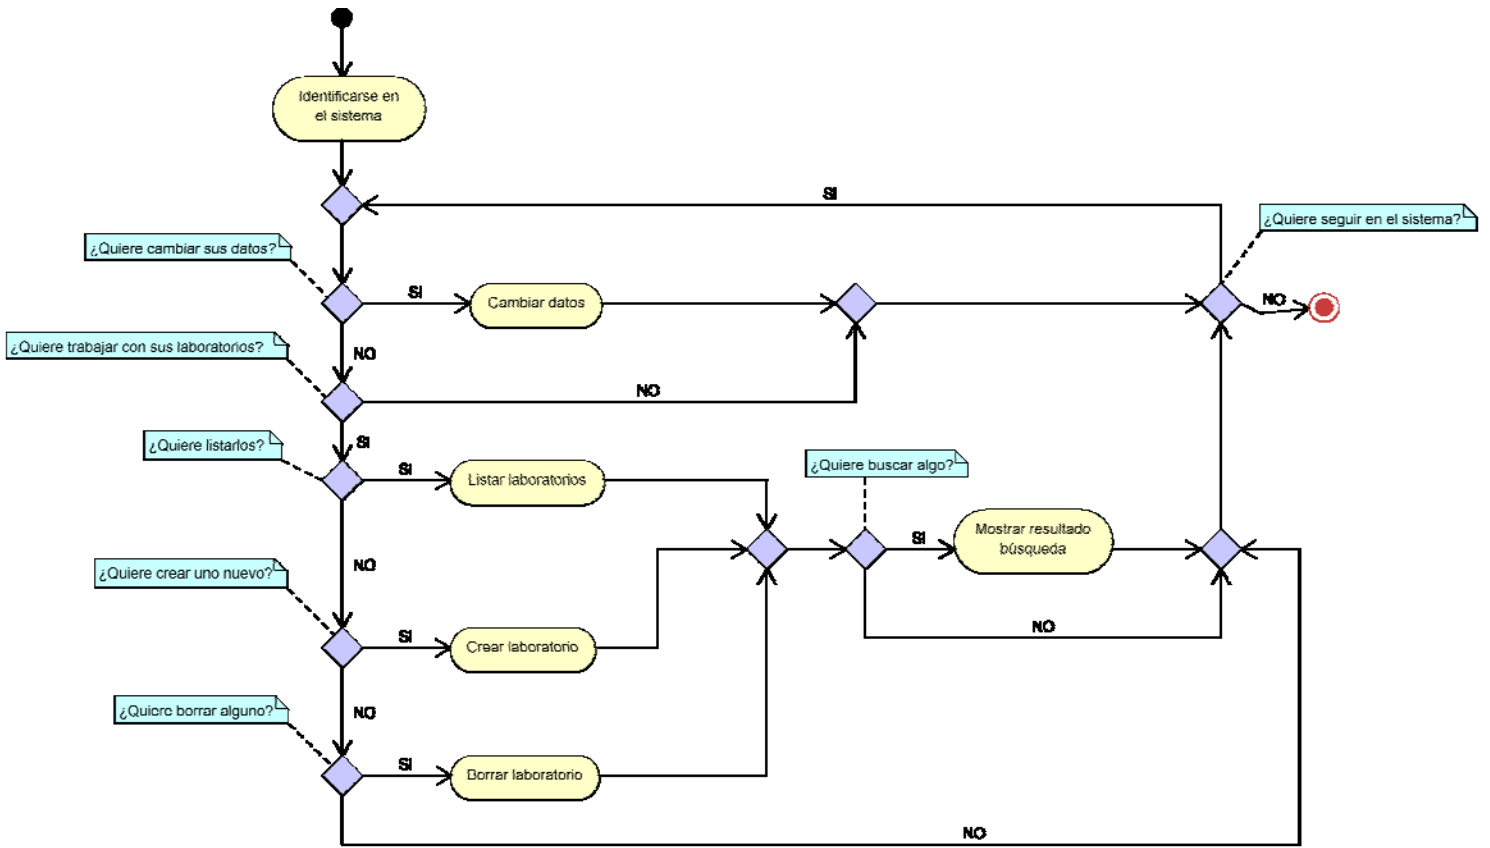 Identificarse en
el sistema
SI
¿Quiere seguir en el sistema?
¿Quiere cambiar sus datos?
SI
Cambiar datos
NO
NO
¿Quiere trabajar con sus laboratorios?
NO
SI
¿Quiere listarlos?
SI
Listar laboratorios
¿Quiere buscar algo?
SI
Mostrar resultado
búsqueda
NO
¿Quiere crear uno nuevo?
SI
Crear laboratorio
NO
NO
¿Quiere borrar alguno?
SI
Borrar laboratorio
NO